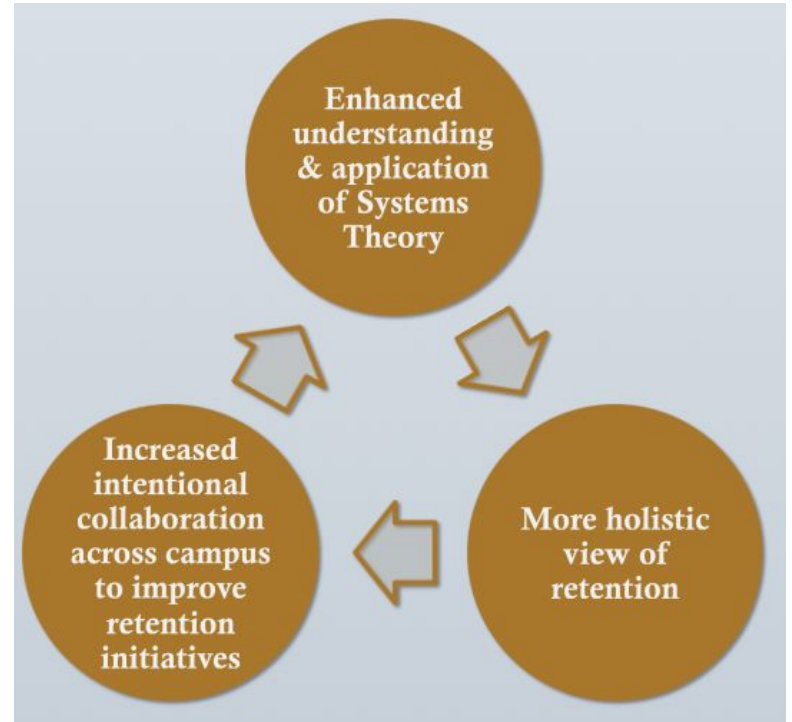 Enhanced
understanding
& application
of Systems
Theory
More holistic
view of
retention
Increased
intentional
collaboration
across campus
to improve
retention
initiatives